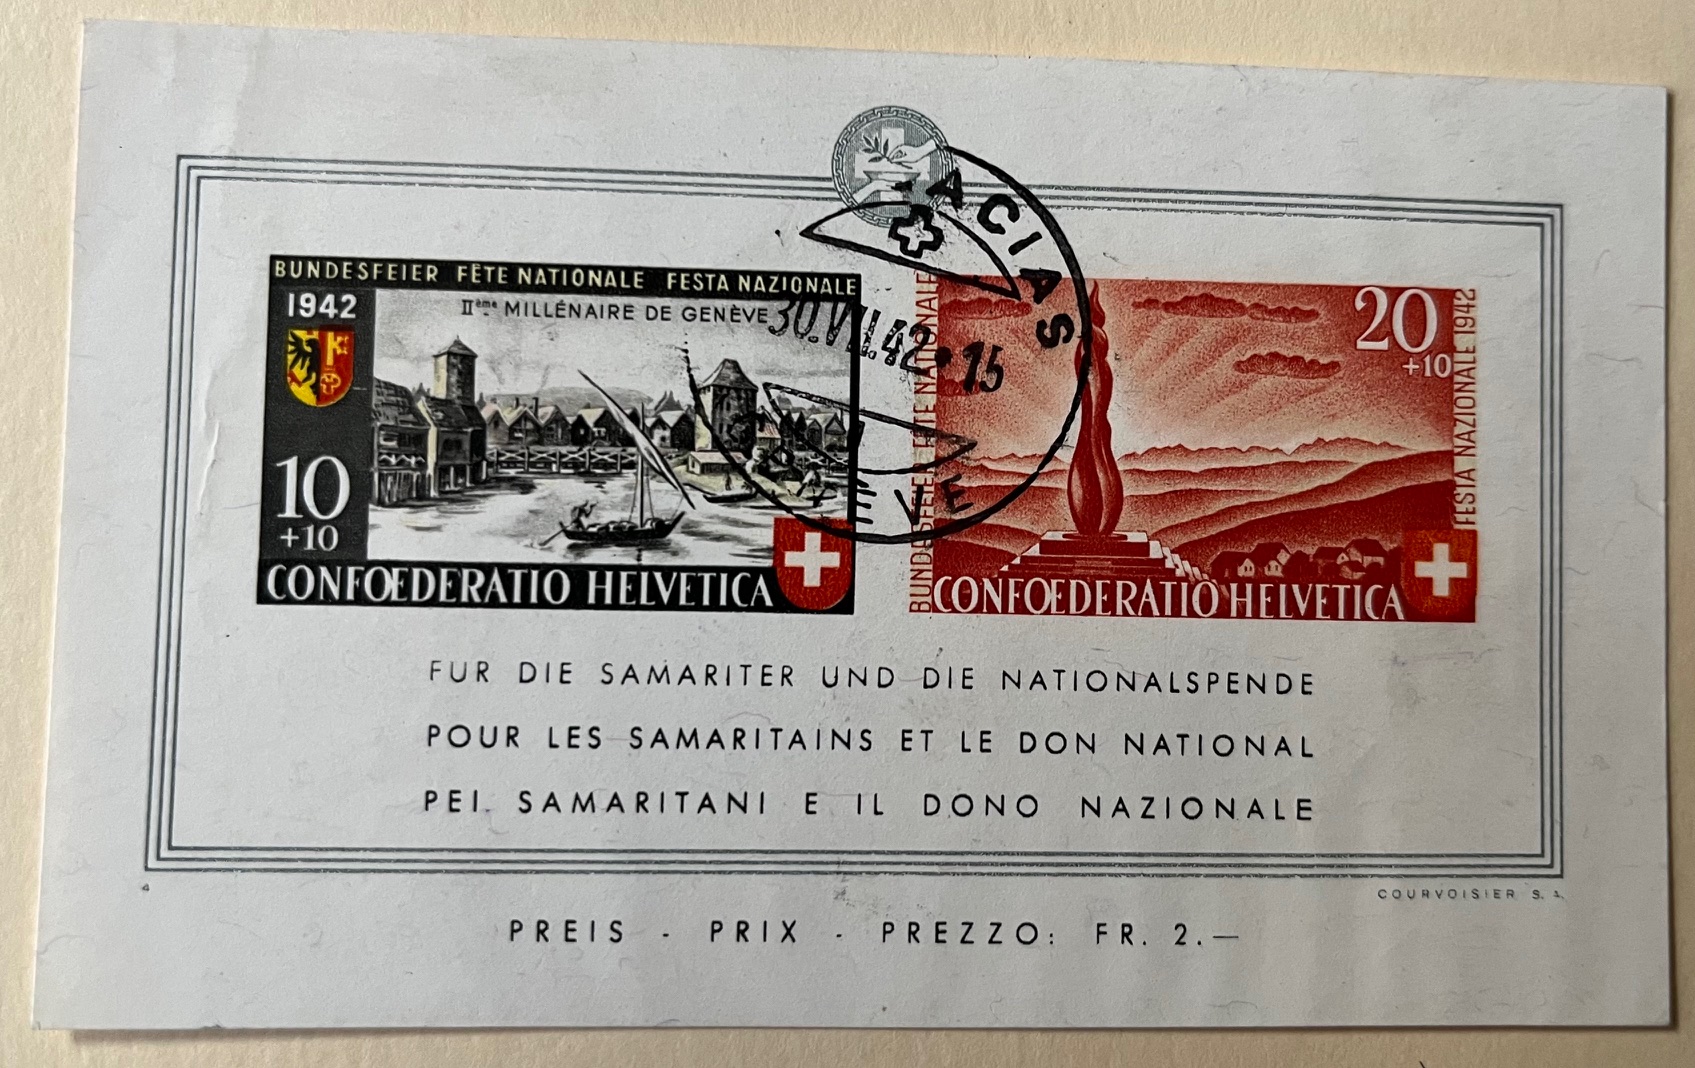 BUNDESFEIER FÊTE NATIONALE FESTA NAZIONALE
1942
IIème MILLÉNAIRE DE GENÈVE
10
+10
CONFOEDERATIO HELVETICA
ACIAS
30.VII.42•15
EVE
BUNDESFEIER FÊTE NATIONALE
20
+10
FESTA NAZIONALE 1942
CONFOEDERATIO HELVETICA
FUR DIE SAMARITER UND DIE NATIONALSPENDE
POUR LES SAMARITAINS ET LE DON NATIONAL
PEI SAMARITANI E IL DONO NAZIONALE
4
COURVOISIER S. A.
PREIS - PRIX - PREZZO: FR. 2.—